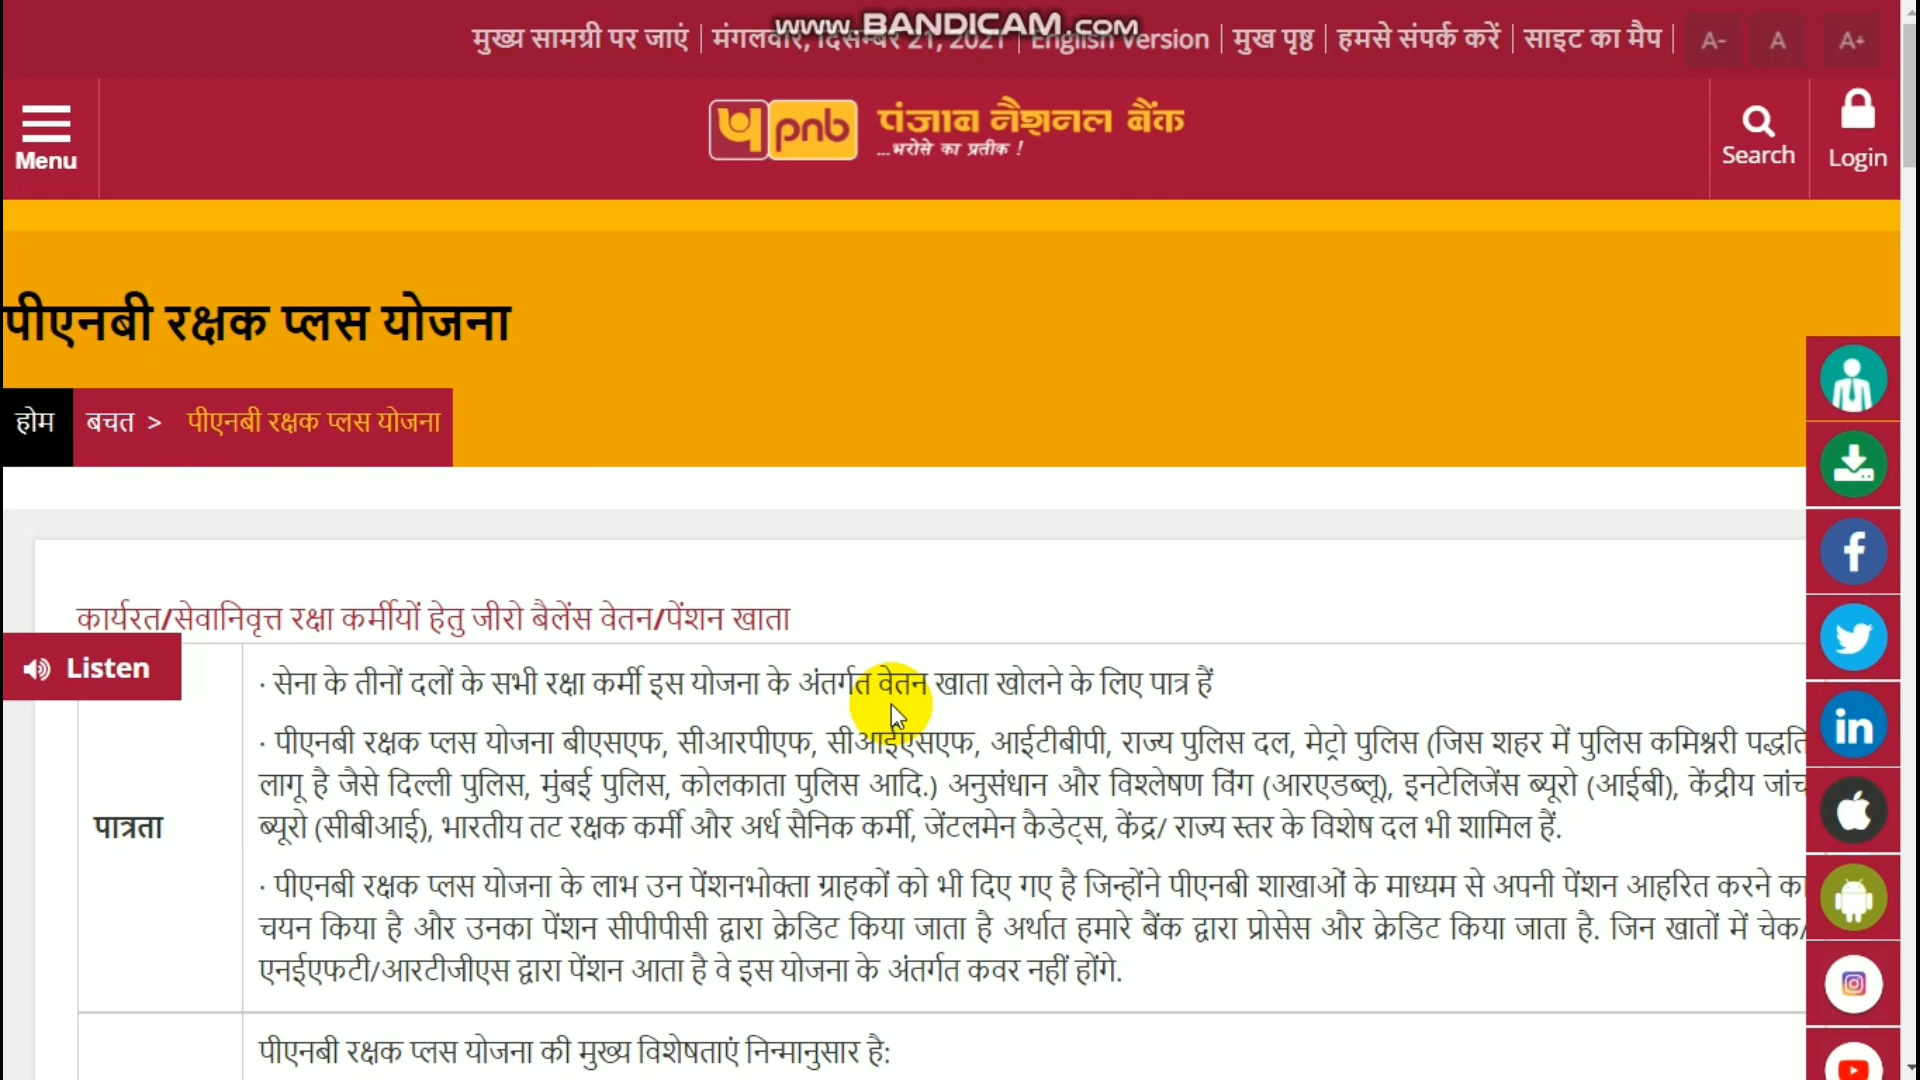 www.BANDICAM.COM
मुख्य सामग्री पर जाएं | मंगलवार, दिसम्बर 21, 2021 | English Version | मुख पृष्ठ | हमसे संपर्क करें | साइट का मैप | A- A A+
Menu
pnb
पंजाब नैशनल बैंक
...भरोसे का प्रतीक !
Search
Login
पीएनबी रक्षक प्लस योजना
होम बचत > पीएनबी रक्षक प्लस योजना
कार्यरत/सेवानिवृत्त रक्षा कर्मीयों हेतु जीरो बैलेंस वेतन/पेंशन खाता
Listen
पात्रता
· सेना के तीनों दलों के सभी रक्षा कर्मी इस योजना के अंतर्गत वेतन खाता खोलने के लिए पात्र हैं
· पीएनबी रक्षक प्लस योजना बीएसएफ, सीआरपीएफ, सीआईएसएफ, आईटीबीपी, राज्य पुलिस दल, मेट्रो पुलिस (जिस शहर में पुलिस कमिश्नरी पद्धति
लागू है जैसे दिल्ली पुलिस, मुंबई पुलिस, कोलकाता पुलिस आदि.) अनुसंधान और विश्लेषण विंग (आरएडब्लू), इनटेलिजेंस ब्यूरो (आईबी), केंद्रीय जांच
ब्यूरो (सीबीआई), भारतीय तट रक्षक कर्मी और अर्ध सैनिक कर्मी, जेंटलमेन कैडेट्स, केंद्र/ राज्य स्तर के विशेष दल भी शामिल हैं.
· पीएनबी रक्षक प्लस योजना के लाभ उन पेंशनभोक्ता ग्राहकों को भी दिए गए है जिन्होंने पीएनबी शाखाओं के माध्यम से अपनी पेंशन आहरित करने का
चयन किया है और उनका पेंशन सीपीपीसी द्वारा क्रेडिट किया जाता है अर्थात हमारे बैंक द्वारा प्रोसेस और क्रेडिट किया जाता है. जिन खातों में चेक/
एनईएफटी/आरटीजीएस द्वारा पेंशन आता है वे इस योजना के अंतर्गत कवर नहीं होंगे.
पीएनबी रक्षक प्लस योजना की मुख्य विशेषताएं निन्मानुसार है: